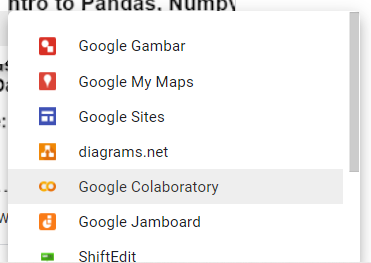 ntro to Pandas, Numpy
Google Gambar
Google My Maps
Google Sites
diagrams.net
Google Colaboratory
Google Jamboard
ShiftEdit